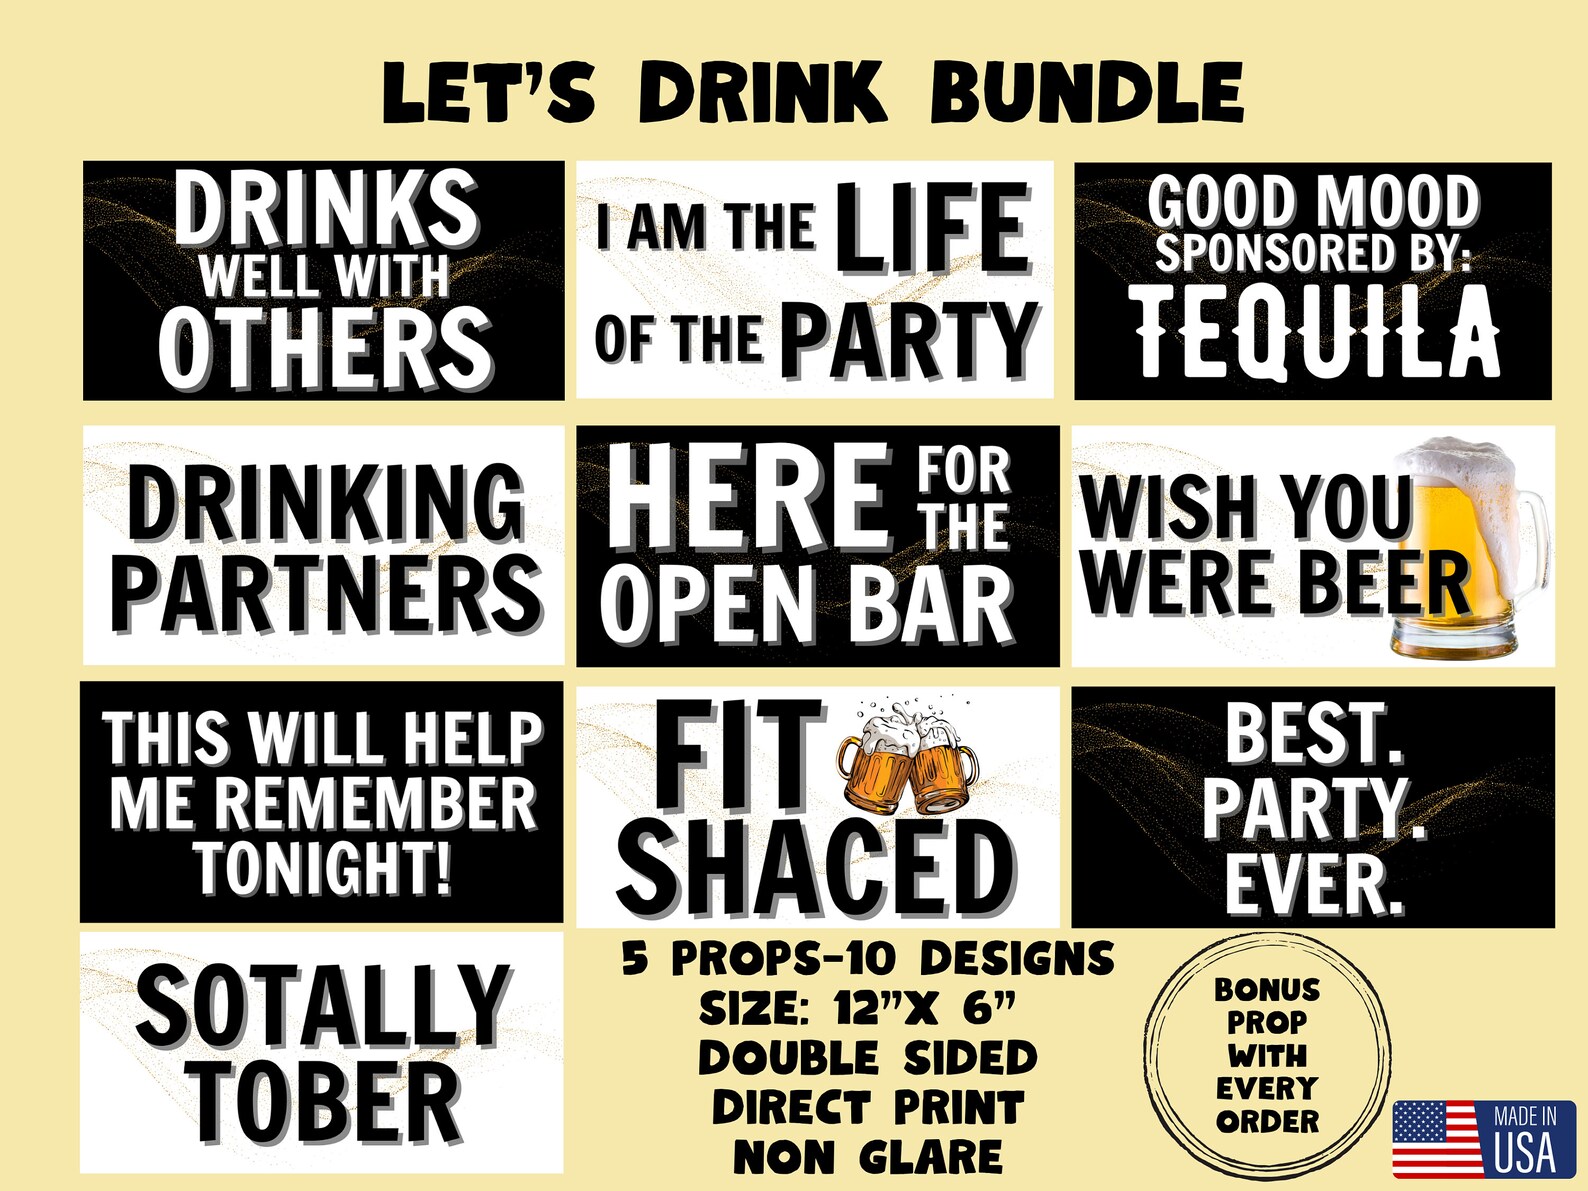 LET'S DRINK BUNDLE
DRINKS
WELL WITH
OTHERS
I AM THE LIFE
OF THE PARTY
GOOD MOOD
SPONSORED BY:
TEQUILA
DRINKING
PARTNERS
HERE FOR THE
OPEN BAR
WISH YOU
WERE BEER
THIS WILL HELP
ME REMEMBER
TONIGHT!
FIT
SHACED
BEST.
PARTY.
EVER.
SOTALLY
TOBER
5 PROPS-10 DESIGNS
SIZE: 12"X 6"
DOUBLE SIDED
DIRECT PRINT
NON GLARE
BONUS
PROP
WITH
EVERY
ORDER
MADE IN
USA